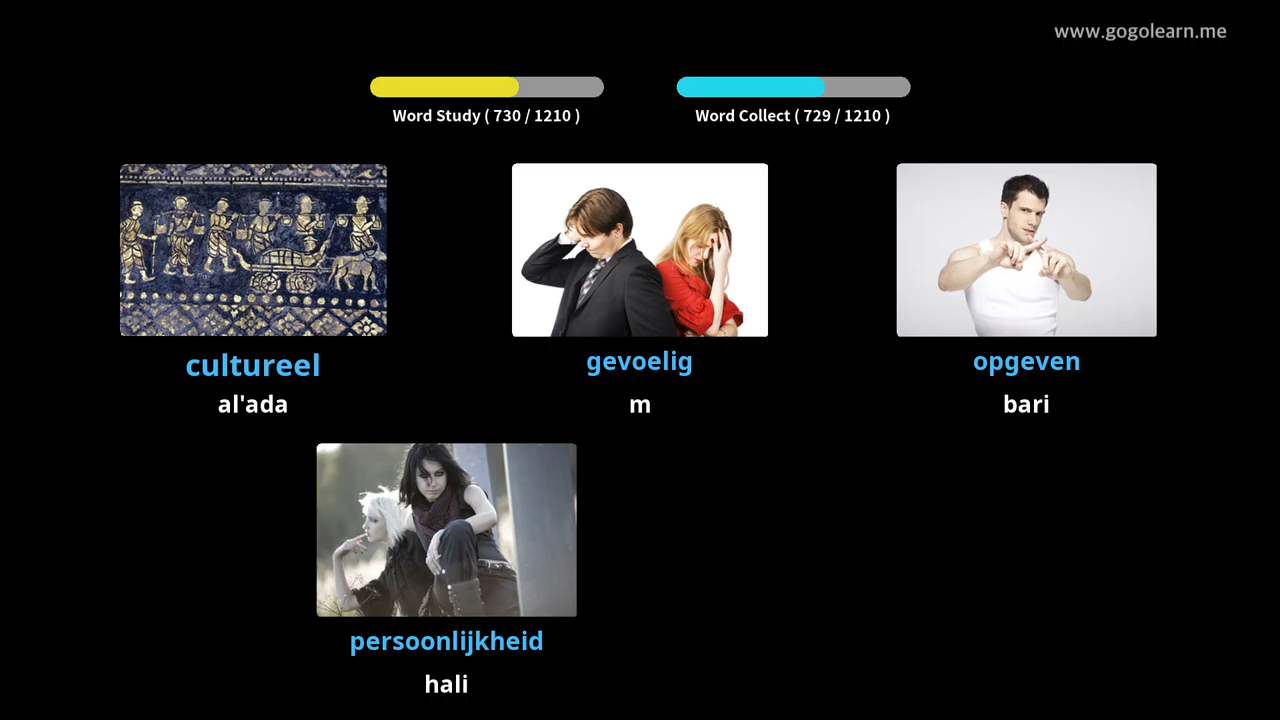 www.gogolearn.me
Word Study ( 730 / 1210 )
Word Collect ( 729 / 1210 )
cultureel
al'ada
gevoelig
m
opgeven
bari
persoonlijkheid
hali